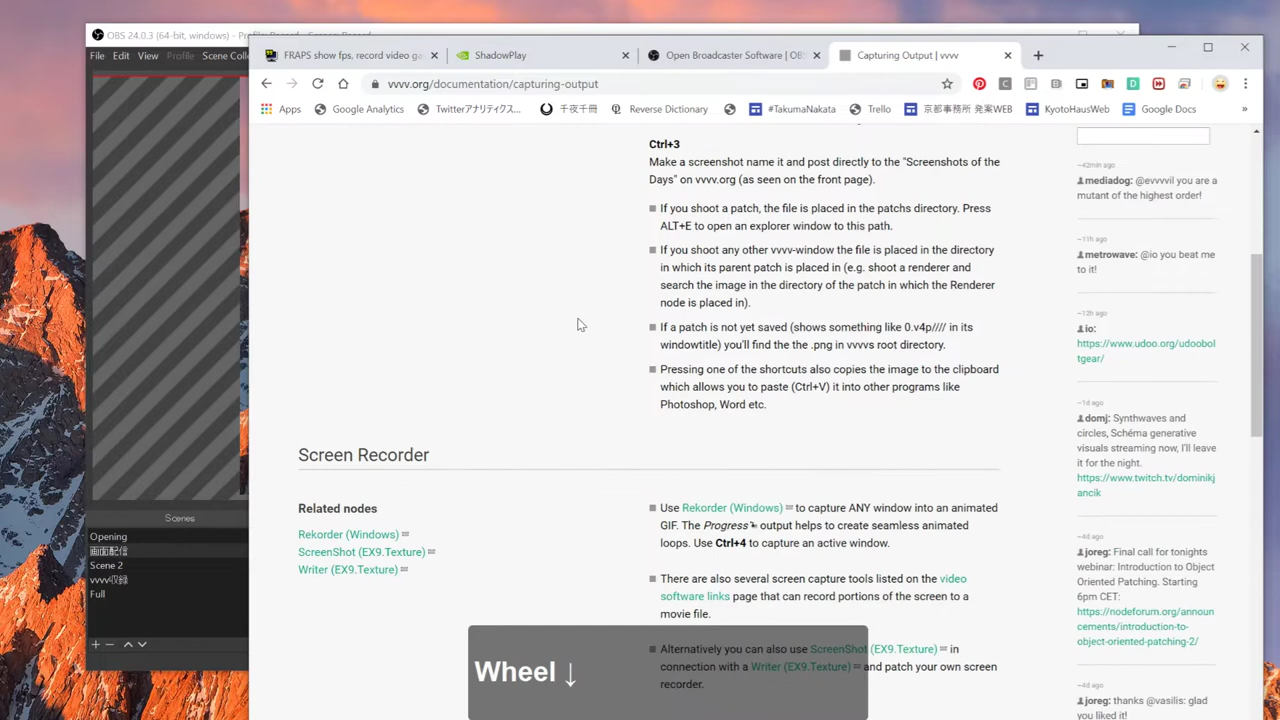 OBS 24.0.3 (64-bit, windows)
File Edit View Profile Scene Coll
FRAPS show fps, record video ga
ShadowPlay
Open Broadcaster Software | OBS
Capturing Output | vvvv
vvvv.org/documentation/capturing-output
Apps
Google Analytics
Twitterアナリティクス...
千夜千冊
Reverse Dictionary
#TakumaNakata
Trello
京都事務所 発案WEB
KyotoHausWeb
Google Docs
»
Ctrl+3
Make a screenshot name it and post directly to the "Screenshots of the
Days" on vvvv.org (as seen on the front page).
If you shoot a patch, the file is placed in the patchs directory. Press
ALT+E to open an explorer window to this path.
If you shoot any other vvvv-window the file is placed in the directory
in which its parent patch is placed in (e.g. shoot a renderer and
search the image in the directory of the patch in which the Renderer
node is placed in).
If a patch is not yet saved (shows something like 0.v4p//// in its
windowtitle) you'll find the the .png in vvvvs root directory.
Pressing one of the shortcuts also copies the image to the clipboard
which allows you to paste (Ctrl+V) it into other programs like
Photoshop, Word etc.
Screen Recorder
Related nodes
Rekorder (Windows)
ScreenShot (EX9.Texture)
Writer (EX9.Texture)
Use Rekorder (Windows) to capture ANY window into an animated
GIF. The Progress output helps to create seamless animated
loops. Use Ctrl+4 to capture an active window.
There are also several screen capture tools listed on the video
software links page that can record portions of the screen to a
movie file.
Alternatively you can also use ScreenShot (EX9.Texture) in
connection with a Writer (EX9.Texture) and patch your own screen
recorder.
~42min ago
mediadog: @evvvvil you are a
mutant of the highest order!
~11h ago
metrowave: @io you beat me
to it!
~12h ago
io:
https://www.udoo.org/udoobol
tgear/
~1d ago
domj: Synthwaves and
circles, Schéma generative
visuals streaming now, I'll leave
it for the night.
https://www.twitch.tv/dominikj
ancik
~4d ago
joreg: Final call for tonights
webinar: Introduction to Object
Oriented Patching. Starting
6pm CET:
https://nodeforum.org/announ
cements/introduction-to-
object-oriented-patching-2/
~4d ago
joreg: thanks @vasilis: glad
you liked it!
Scenes
Opening
画面配信
Scene 2
vvvv収録
Full
Wheel ↓